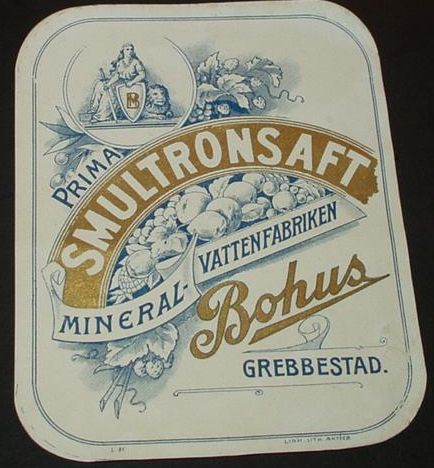 PRIMA
SMULTRONSAFT
MINERAL-
VATTENFABRIKEN
Bohus
GREBBESTAD.